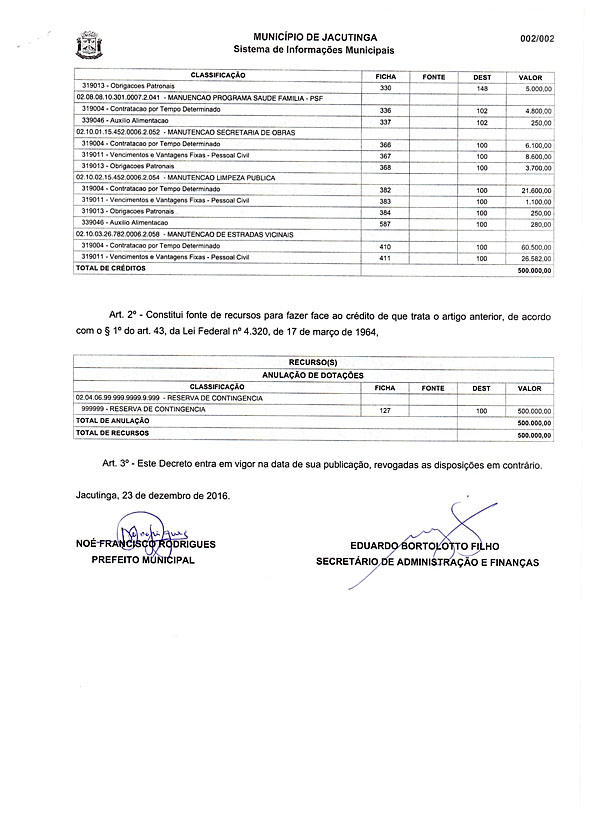 MUNICÍPIO DE JACUTINGA 002/002
Sistema de Informações Municipais
CLASSIFICAÇÃO FICHA FONTE DEST VALOR
319013 - Obrigacoes Patronais 330 148 5.000,00
02.08.08.10.301.0007.2.041 - MANUENCAO PROGRAMA SAUDE FAMILIA - PSF
319004 - Contratacao por Tempo Determinado 336 102 4.800,00
339046 - Auxilio Alimentacao 337 102 250,00
02.10.01.15.452.0006.2.052 - MANUTENCAO SECRETARIA DE OBRAS
319004 - Contratacao por Tempo Determinado 366 100 6.100,00
319011 - Vencimentos e Vantagens Fixas - Pessoal Civil 367 100 8.600,00
319013 - Obrigacoes Patronais 368 100 3.700,00
02.10.02.15.452.0006.2.054 - MANUTENCAO LIMPEZA PUBLICA
319004 - Contratacao por Tempo Determinado 382 100 21.600,00
319011 - Vencimentos e Vantagens Fixas - Pessoal Civil 383 100 1.100,00
319013 - Obrigacoes Patronais 384 100 250,00
339046 - Auxilio Alimentacao 587 100 280,00
02.10.03.26.782.0006.2.058 - MANUTENCAO DE ESTRADAS VICINAIS
319004 - Contratacao por Tempo Determinado 410 100 60.500,00
319011 - Vencimentos e Vantagens Fixas - Pessoal Civil 411 100 26.582,00
TOTAL DE CRÉDITOS 500.000,00
Art. 2º - Constitui fonte de recursos para fazer face ao crédito de que trata o artigo anterior, de acordo
com o § 1º do art. 43, da Lei Federal nº 4.320, de 17 de março de 1964,
RECURSO(S)
ANULAÇÃO DE DOTAÇÕES
CLASSIFICAÇÃO FICHA FONTE DEST VALOR
02.04.06.99.999.9999.9.999 - RESERVA DE CONTINGENCIA
999999 - RESERVA DE CONTINGENCIA 127 100 500.000,00
TOTAL DE ANULAÇÃO 500.000,00
TOTAL DE RECURSOS 500.000,00
Art. 3º - Este Decreto entra em vigor na data de sua publicação, revogadas as disposições em contrário.
Jacutinga, 23 de dezembro de 2016.
NOÉ FRANCISCO RODRIGUES EDUARDO BORTOLOTTO FILHO
PREFEITO MUNICIPAL SECRETÁRIO DE ADMINISTRAÇÃO E FINANÇAS